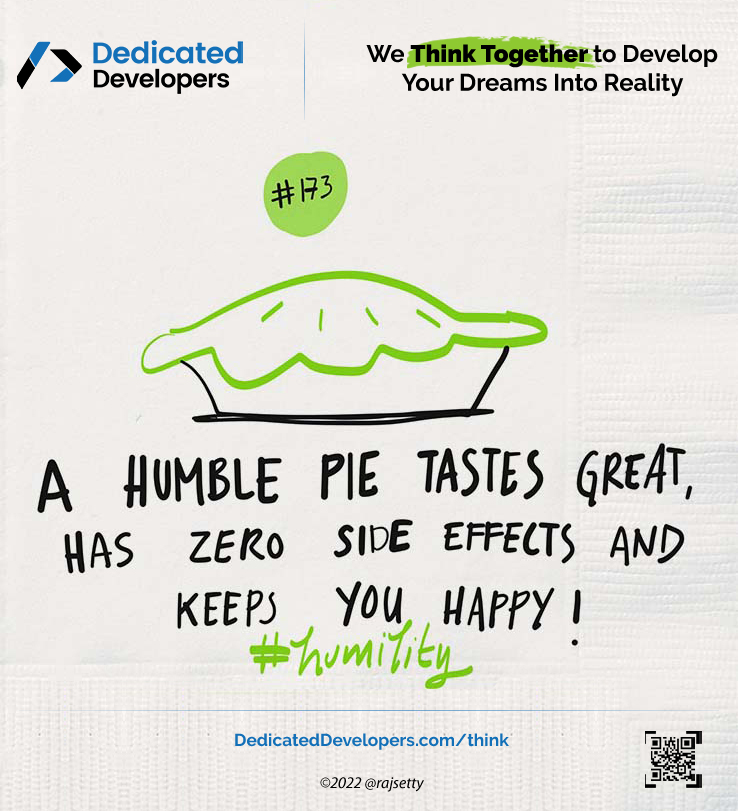 Dedicated
Developers
We Think Together to Develop
Your Dreams Into Reality
#173
A HUMBLE PIE TASTES GREAT,
HAS ZERO SIDE EFFECTS AND
KEEPS YOU HAPPY!
#humility
DedicatedDevelopers.com/think
©2022 @rajsetty